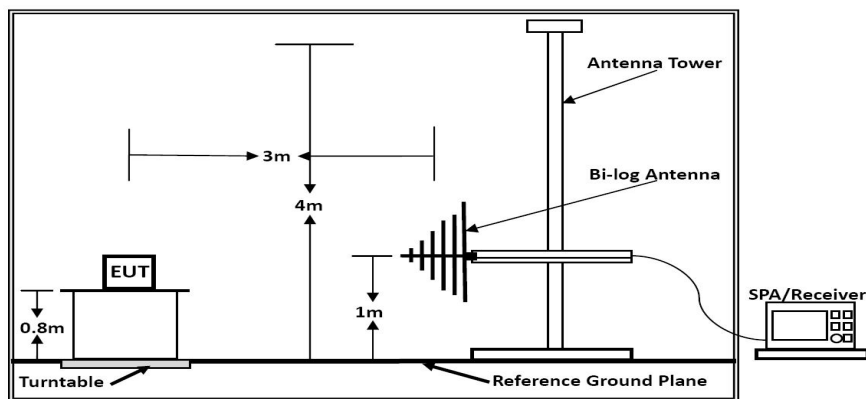 Antenna Tower
3m
Bi-log Antenna
4m
EUT
SPA/Receiver
0.8m
1m
Turntable
Reference Ground Plane